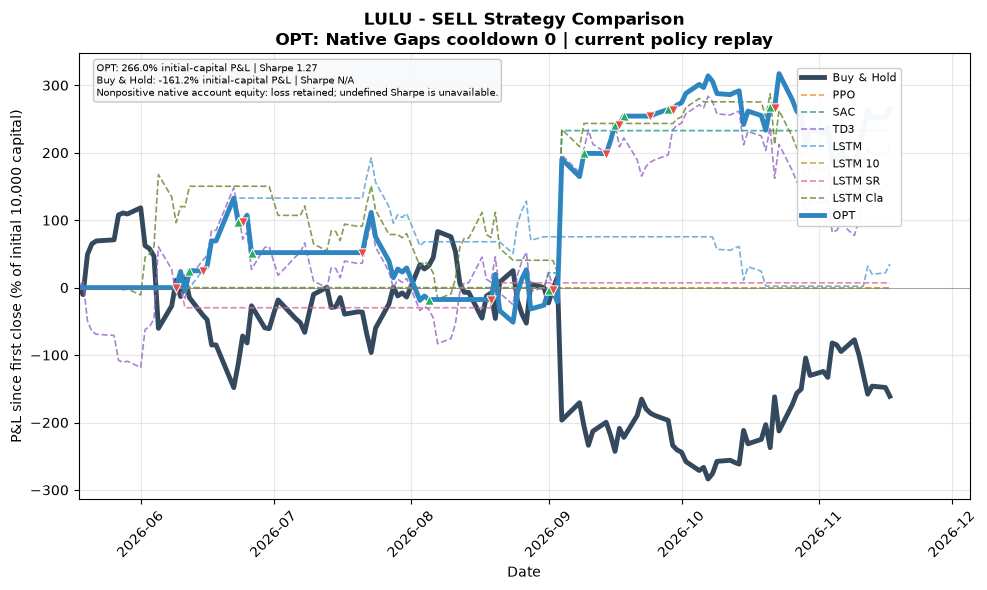 LULU - SELL Strategy Comparison
OPT: Native Gaps cooldown 0 | current policy replay
OPT: 266.0% initial-capital P&L | Sharpe 1.27
Buy & Hold: -161.2% initial-capital P&L | Sharpe N/A
Nonpositive native account equity: loss retained; undefined Sharpe is unavailable.
Buy & Hold
PPO
SAC
TD3
LSTM
LSTM 10
LSTM SR
LSTM Cla
OPT
P&L since first close (% of initial 10,000 capital)
300
200
100
0
−100
−200
−300
2026-06
2026-07
2026-08
2026-09
2026-10
2026-11
2026-12
Date